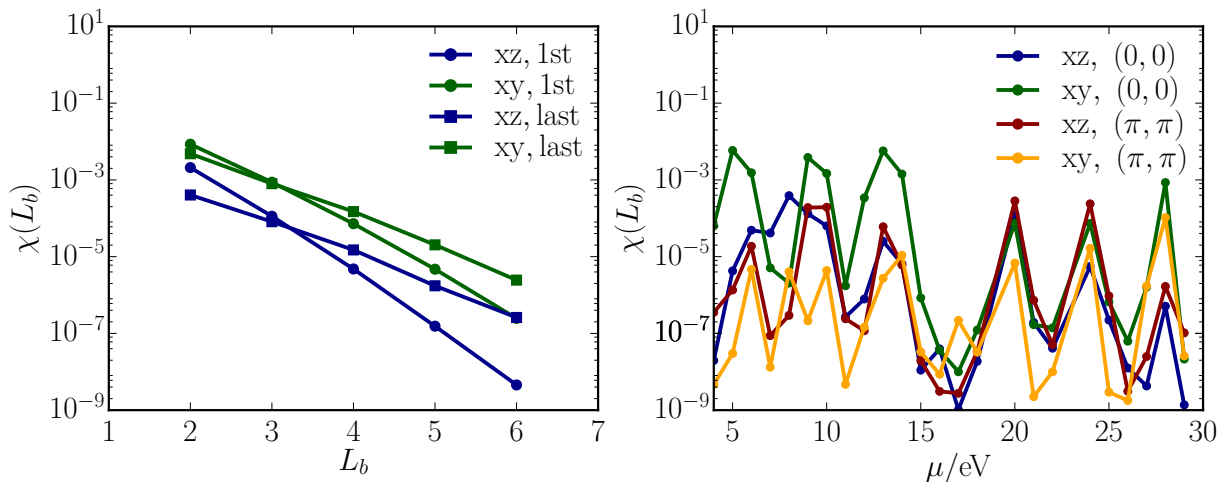 10^1
10^{-1}
10^{-3}
10^{-5}
10^{-7}
10^{-9}
χ(L_b)
1 2 3 4 5 6 7
L_b
xz, 1st
xy, 1st
xz, last
xy, last
10^1
10^{-1}
10^{-3}
10^{-5}
10^{-7}
10^{-9}
χ(L_b)
5 10 15 20 25 30
μ/eV
xz, (0, 0)
xy, (0, 0)
xz, (π, π)
xy, (π, π)